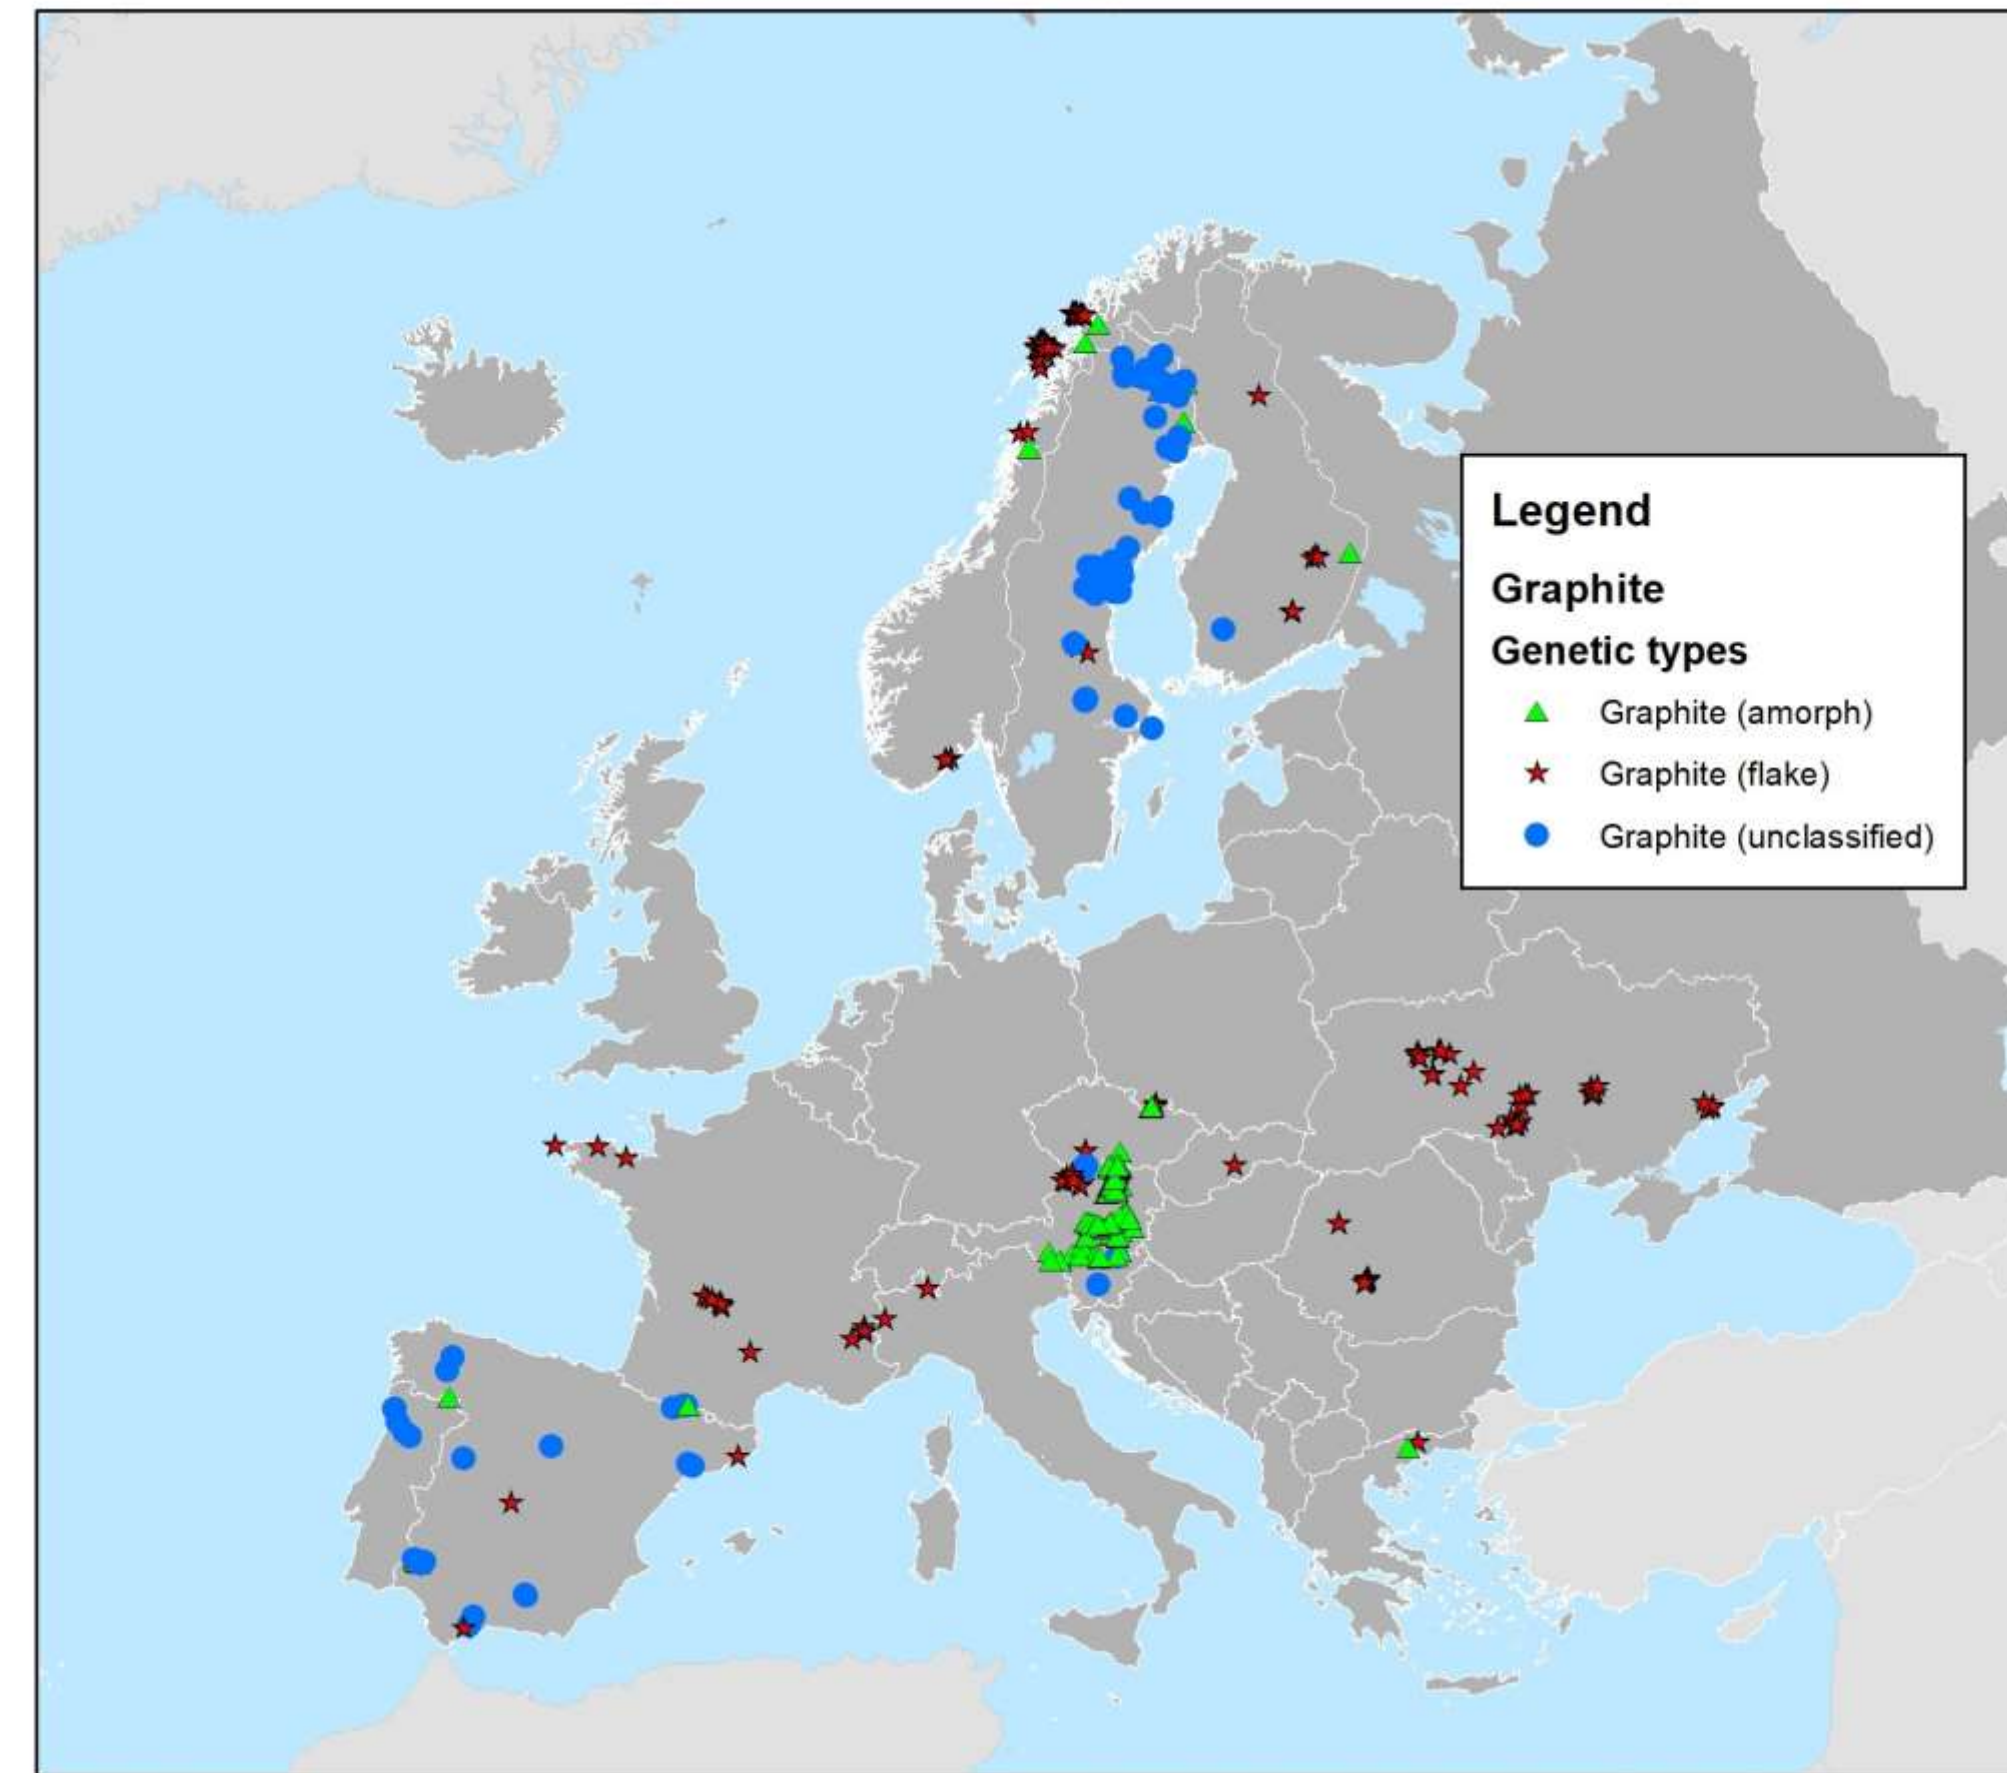 Legend
Graphite
Genetic types
Graphite (amorph)
Graphite (flake)
Graphite (unclassified)